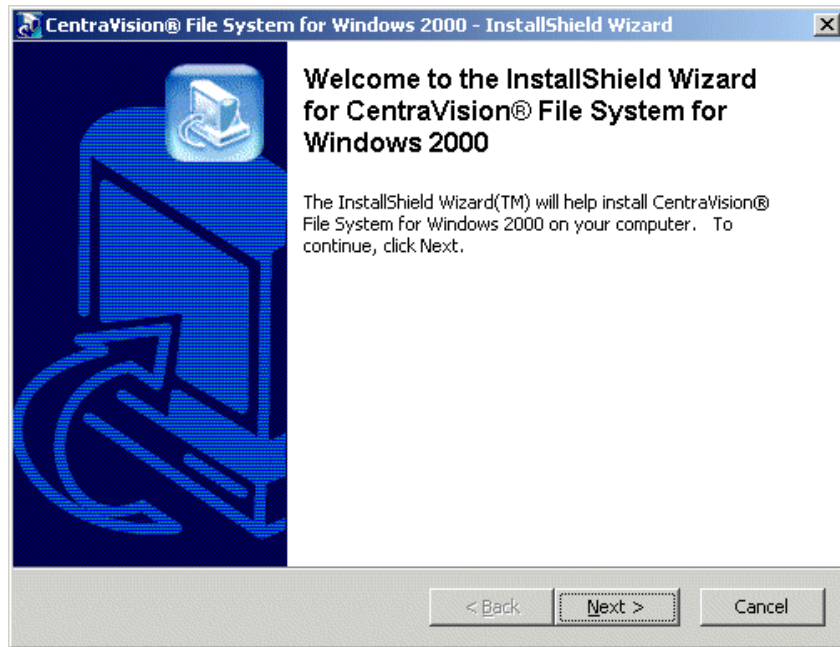 CentraVision® File System for Windows 2000 - InstallShield Wizard
Welcome to the InstallShield Wizard
for CentraVision® File System for
Windows 2000
The InstallShield Wizard(TM) will help install CentraVision®
File System for Windows 2000 on your computer.   To
continue, click Next.
< Back
Next >
Cancel